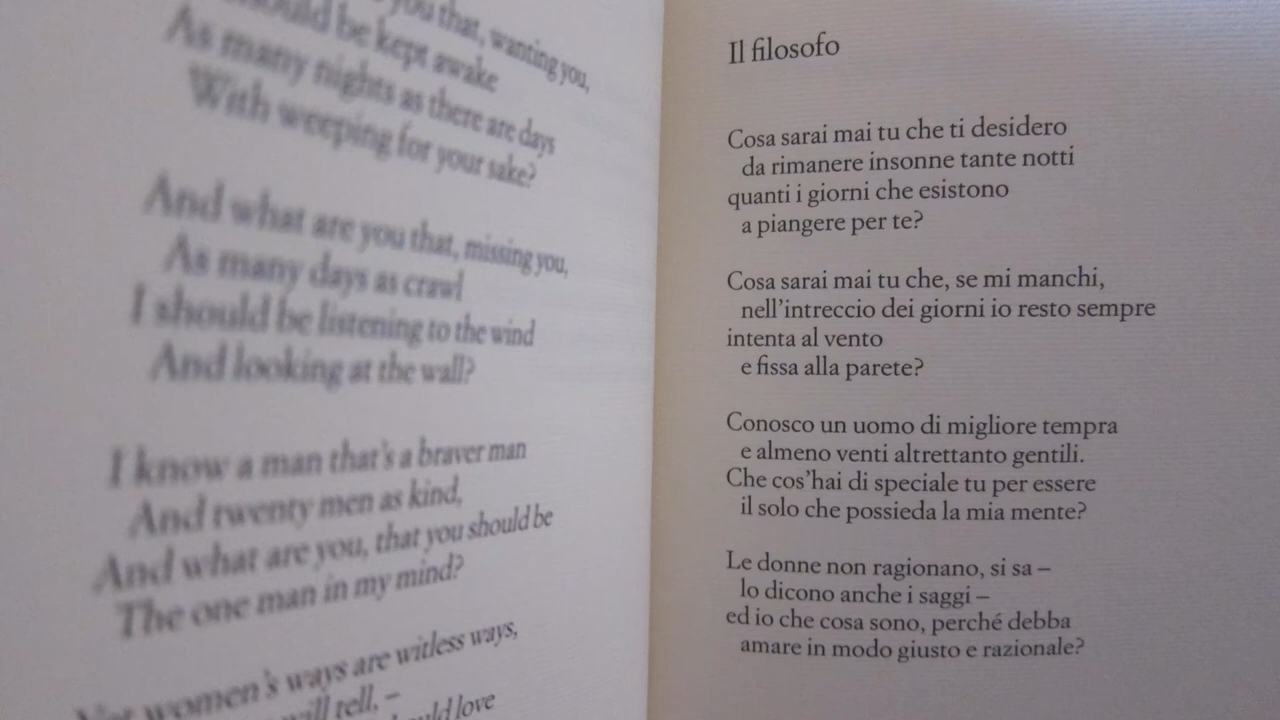 you that, wanting you,
should be kept awake
As many nights as there are days
With weeping for your sake?
And what are you that, missing you,
As many days as crawl
I should be listening to the wind
And looking at the wall?
I know a man that's a braver man
And twenty men as kind,
And what are you, that you should be
The one man in my mind?
women's ways are witless ways,
will tell, –
love
Il filosofo
Cosa sarai mai tu che ti desidero
da rimanere insonne tante notti
quanti i giorni che esistono
a piangere per te?
Cosa sarai mai tu che, se mi manchi,
nell'intreccio dei giorni io resto sempre
intenta al vento
e fissa alla parete?
Conosco un uomo di migliore tempra
e almeno venti altrettanto gentili.
Che cos'hai di speciale tu per essere
il solo che possieda la mia mente?
Le donne non ragionano, si sa –
lo dicono anche i saggi –
ed io che cosa sono, perché debba
amare in modo giusto e razionale?